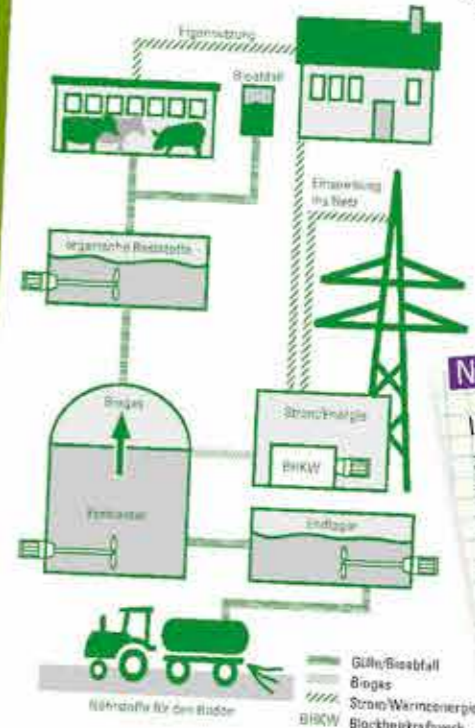 Eigennutzung
Bioabfall
Einspeisung
ins Netz
organische Reststoffe
Biogas
Strom/Energie
BHKW
Fermenter
Endlager
Nährstoffe für den Boden
Gülle/Bioabfall
Biogas
Strom/Wärmeenergie
BHKW Blockheizkraftwerk
N